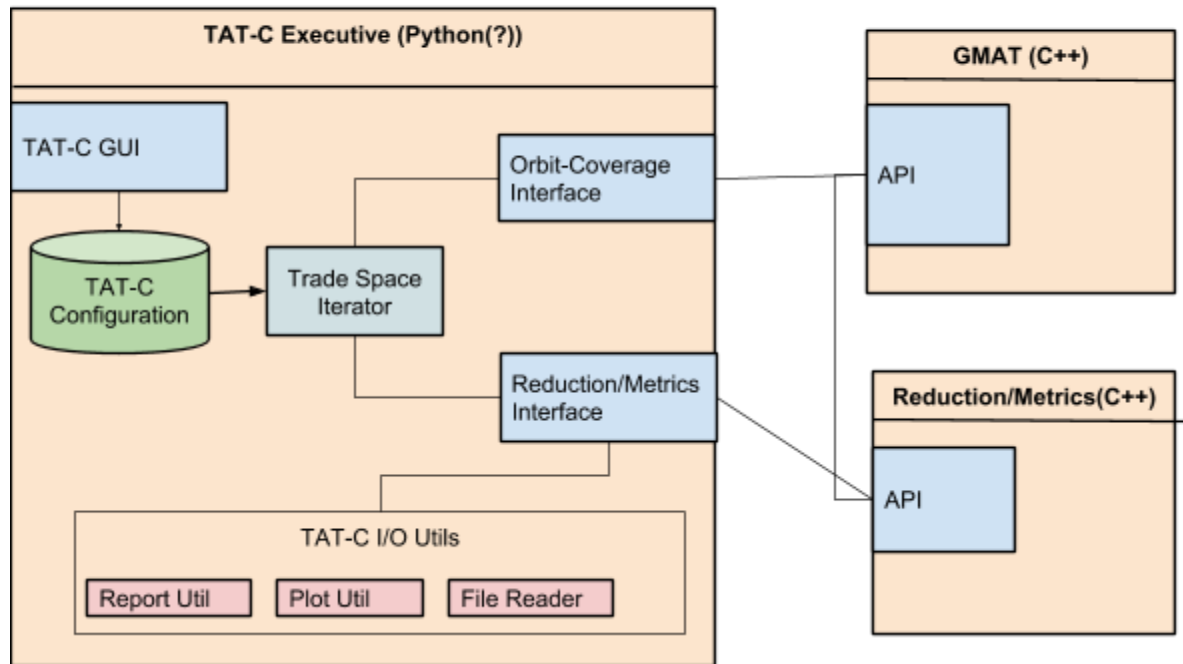 TAT-C Executive (Python(?))
TAT-C GUI
TAT-C
Configuration
Trade Space
Iterator
Orbit-Coverage
Interface
Reduction/Metrics
Interface
TAT-C I/O Utils
Report Util
Plot Util
File Reader
GMAT (C++)
API
Reduction/Metrics(C++)
API